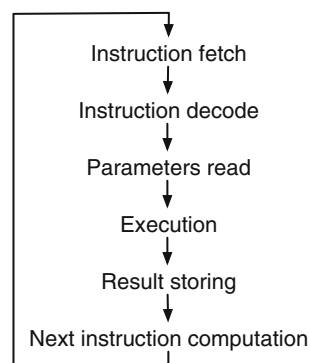 Instruction fetch
Instruction decode
Parameters read
Execution
Result storing
Next instruction computation